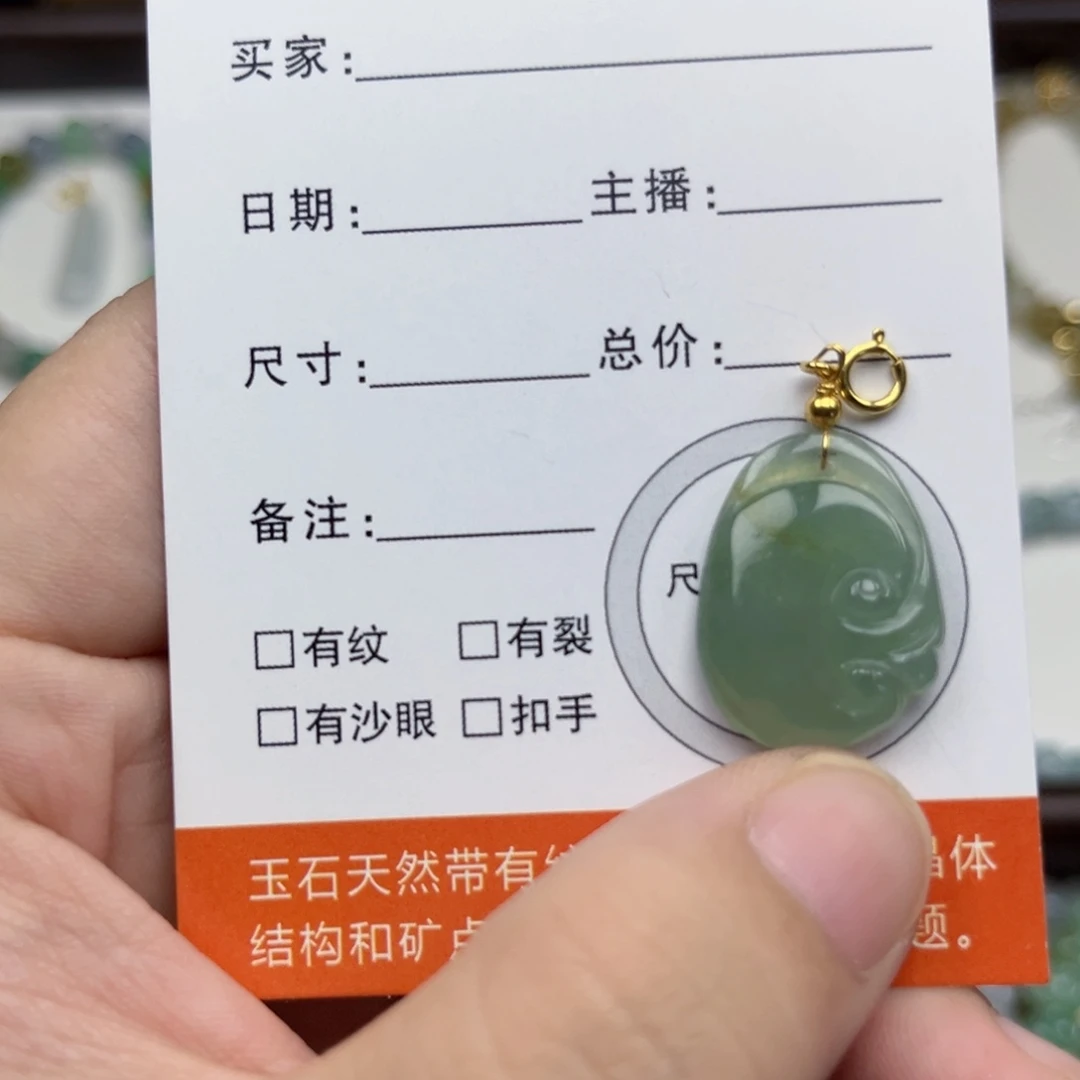 买家:
日期: 主播:
尺寸: 总价:
备注:
尺
□有纹 □有裂
□有沙眼 □扣手
玉石天然带有 晶体
结构和矿点 题。